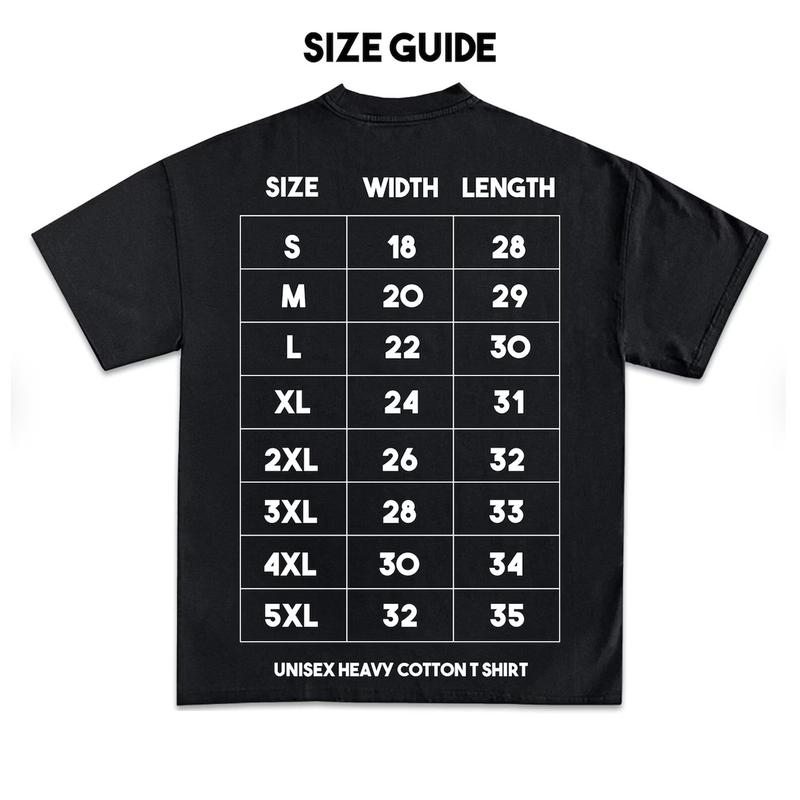 SIZE GUIDE
SIZE WIDTH LENGTH
S 18 28
M 20 29
L 22 30
XL 24 31
2XL 26 32
3XL 28 33
4XL 30 34
5XL 32 35
UNISEX HEAVY COTTON T SHIRT